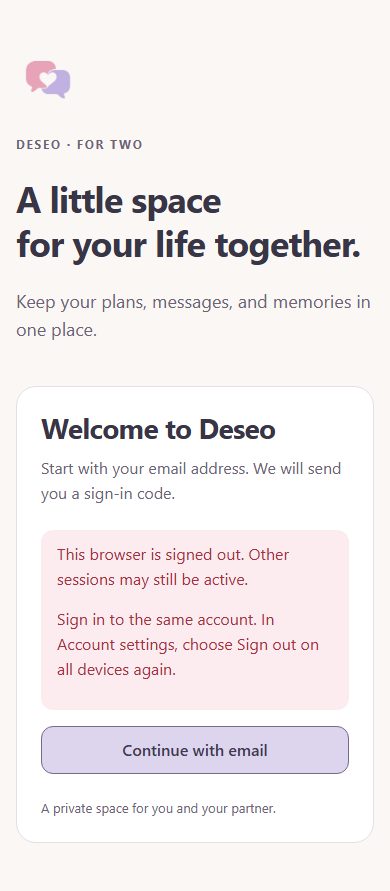 DESEO · FOR TWO
A little space
for your life together.
Keep your plans, messages, and memories in
one place.
Welcome to Deseo
Start with your email address. We will send
you a sign-in code.
This browser is signed out. Other
sessions may still be active.
Sign in to the same account. In
Account settings, choose Sign out on
all devices again.
Continue with email
A private space for you and your partner.